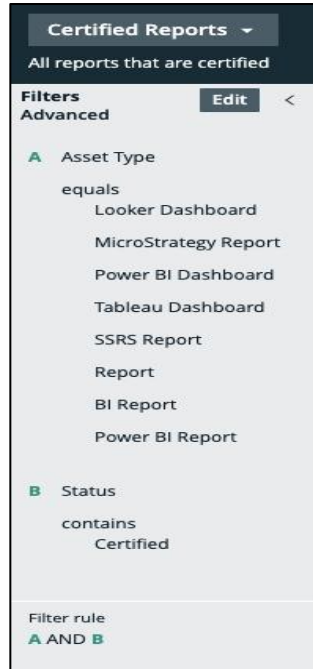 Certified Reports
All reports that are certified
Filters
Edit <
Advanced
A Asset Type
equals
Looker Dashboard
MicroStrategy Report
Power BI Dashboard
Tableau Dashboard
SSRS Report
Report
BI Report
Power BI Report
B Status
contains
Certified
Filter rule
A AND B